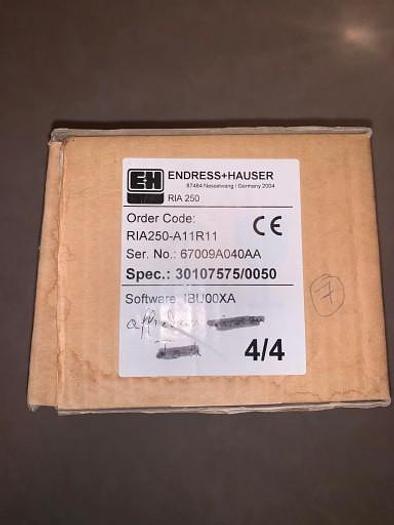 E+H
ENDRESS+HAUSER
87484 Nesselwang / Germany 2004
RIA 250
Order Code:
RIA250-A11R11
CE
Ser. No.: 67009A040AA
Spec.: 30107575/0050
Software IBU00XA
7
4/4